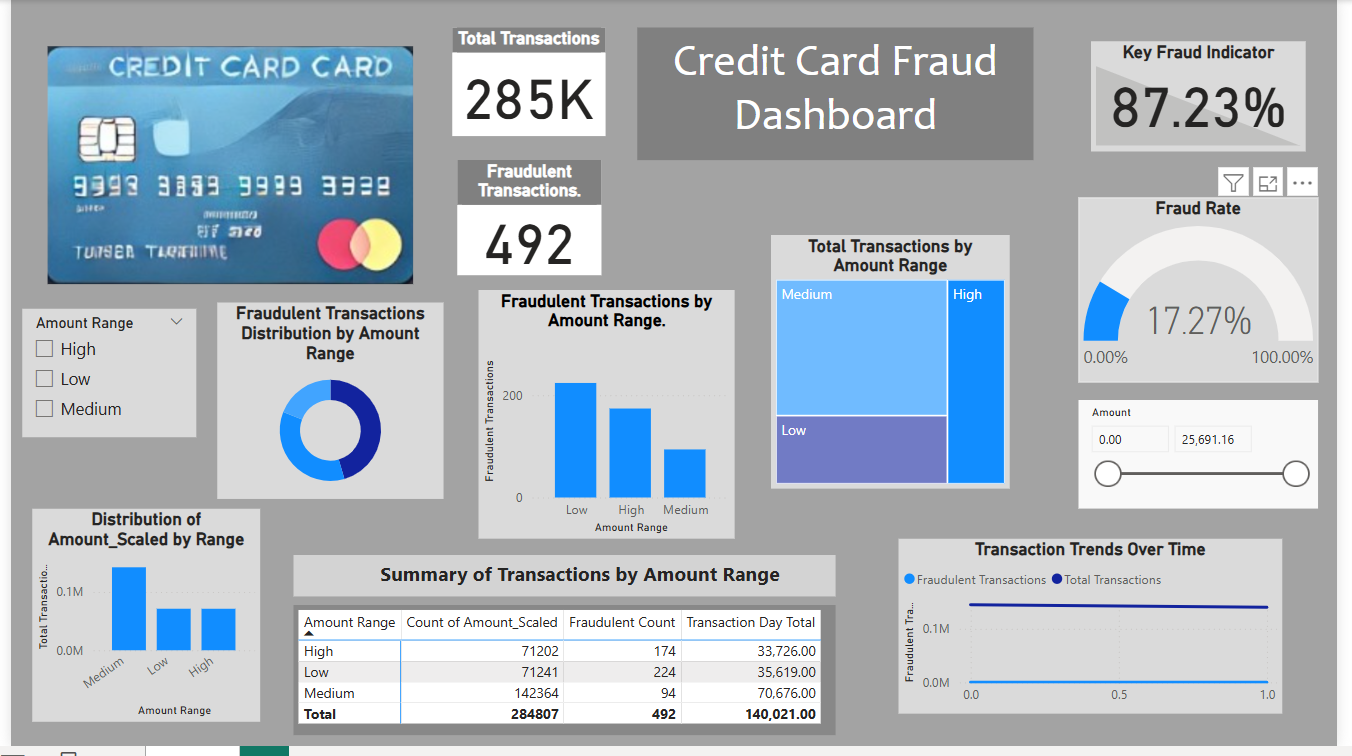 CREDIT CARD CARD
Total Transactions
285K
Fraudulent
Transactions.
492
Credit Card Fraud
Dashboard
Key Fraud Indicator
87.23%
Fraud Rate
17.27%
0.00%
100.00%
Amount
0.00
25,691.16
Amount Range
High
Low
Medium
Fraudulent Transactions
Distribution by Amount
Range
Fraudulent Transactions by
Amount Range.
Fraudulent Transactions
200
0
Low
High
Medium
Amount Range
Total Transactions by
Amount Range
Medium
High
Low
Distribution of
Amount_Scaled by Range
Total Transactio...
0.1M
0.0M
Medium
Low
High
Amount Range
Summary of Transactions by Amount Range
Amount Range Count of Amount_Scaled Fraudulent Count Transaction Day Total
High 71202 174 33,726.00
Low 71241 224 35,619.00
Medium 142364 94 70,676.00
Total 284807 492 140,021.00
Transaction Trends Over Time
Fraudulent Transactions Total Transactions
Fraudulent Tra...
0.1M
0.0M
0.0 0.5 1.0